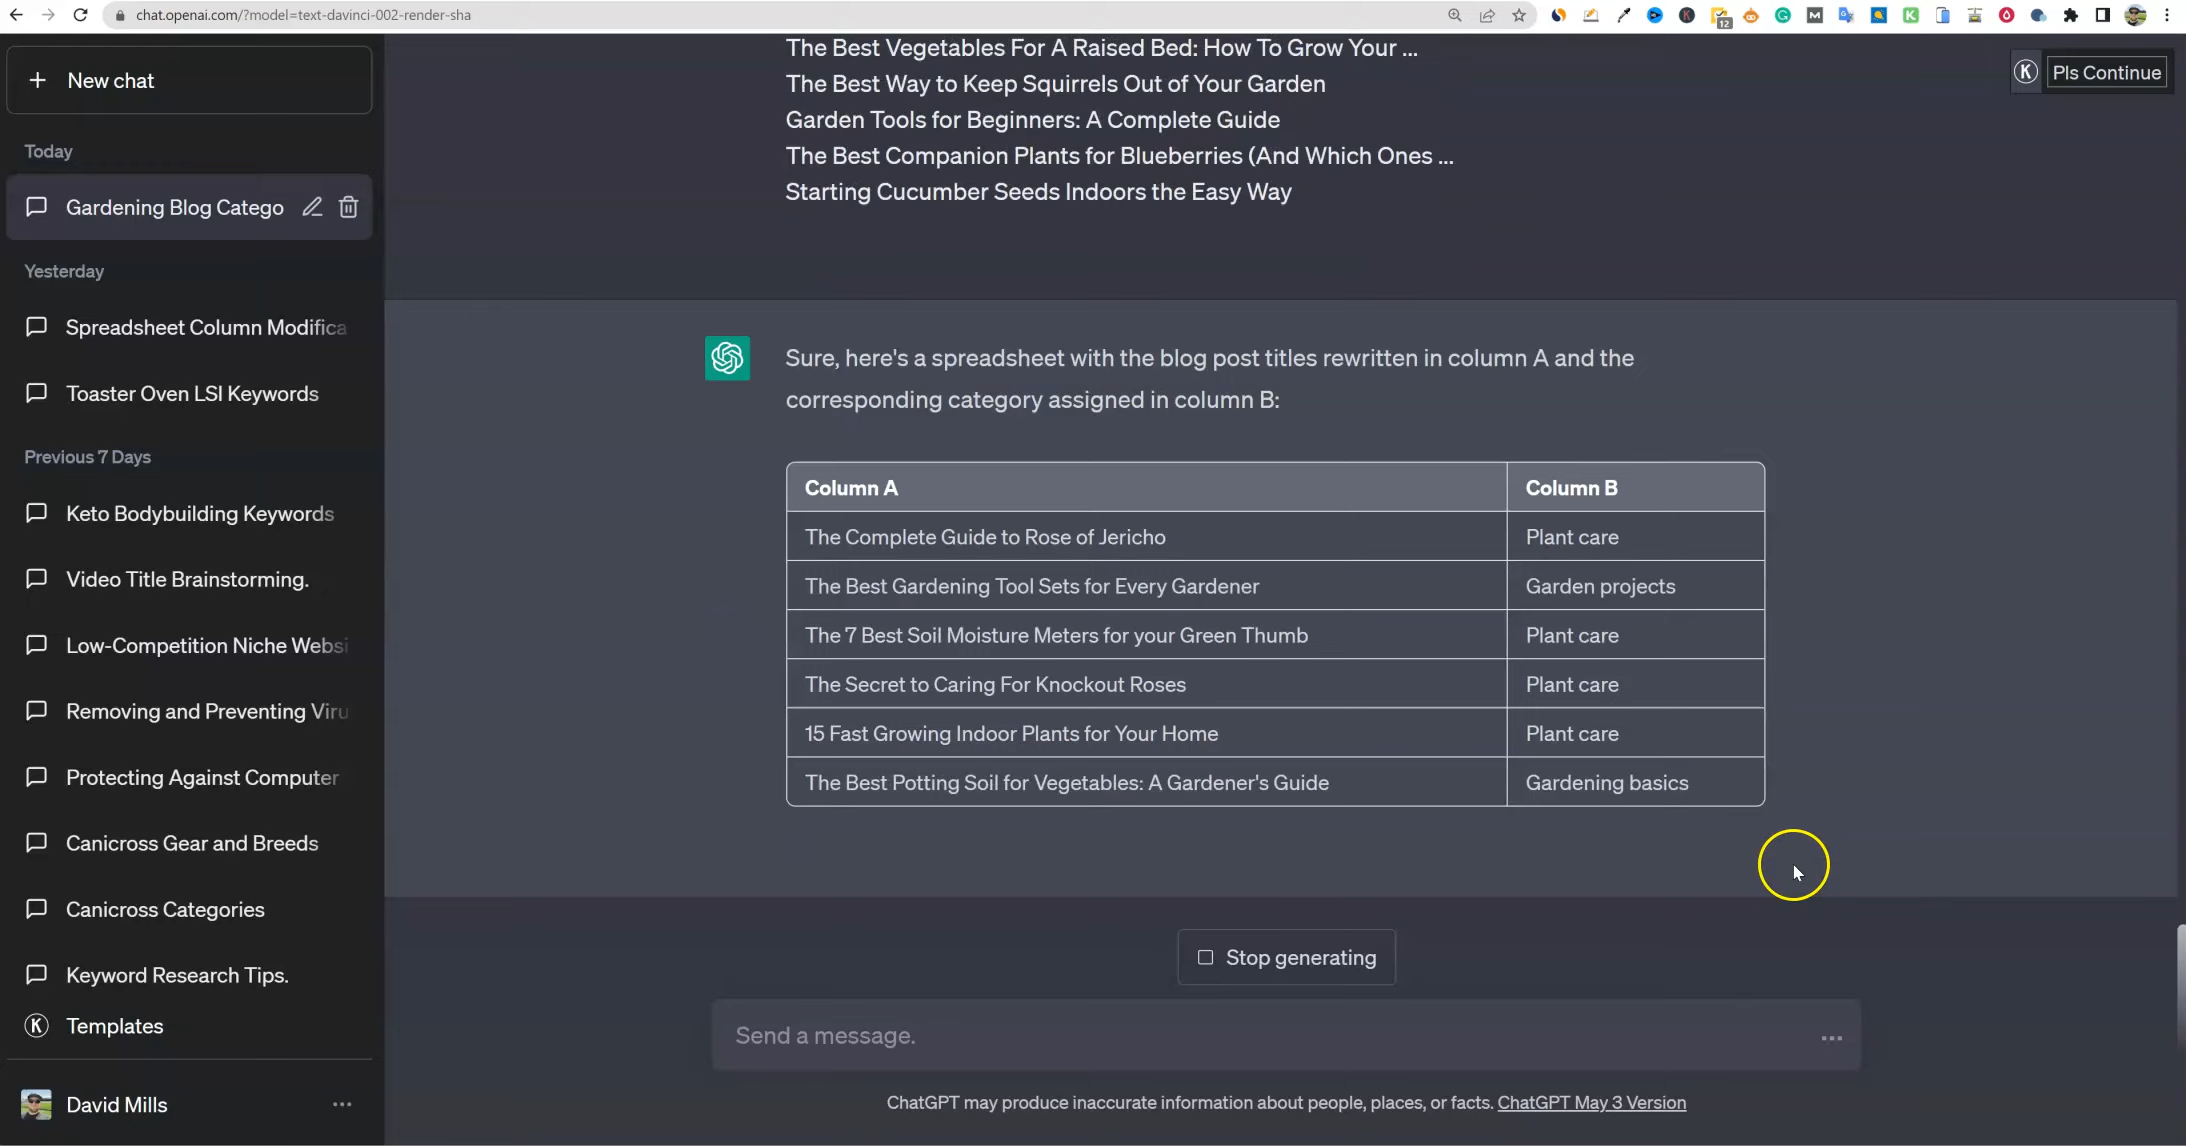 chat.openai.com/?model=text-davinci-002-render-sha
12
New chat
Today
Gardening Blog Catego
Yesterday
Spreadsheet Column Modifica
Toaster Oven LSI Keywords
Previous 7 Days
Keto Bodybuilding Keywords
Video Title Brainstorming.
Low-Competition Niche Websi
Removing and Preventing Viru
Protecting Against Computer
Canicross Gear and Breeds
Canicross Categories
Keyword Research Tips.
K Templates
David Mills
The Best Vegetables For A Raised Bed: How To Grow Your ...
The Best Way to Keep Squirrels Out of Your Garden
Garden Tools for Beginners: A Complete Guide
The Best Companion Plants for Blueberries (And Which Ones ...
Starting Cucumber Seeds Indoors the Easy Way
K Pls Continue
Sure, here's a spreadsheet with the blog post titles rewritten in column A and the
corresponding category assigned in column B:
Column A Column B
The Complete Guide to Rose of Jericho Plant care
The Best Gardening Tool Sets for Every Gardener Garden projects
The 7 Best Soil Moisture Meters for your Green Thumb Plant care
The Secret to Caring For Knockout Roses Plant care
15 Fast Growing Indoor Plants for Your Home Plant care
The Best Potting Soil for Vegetables: A Gardener's Guide Gardening basics
Stop generating
Send a message.
ChatGPT may produce inaccurate information about people, places, or facts. ChatGPT May 3 Version